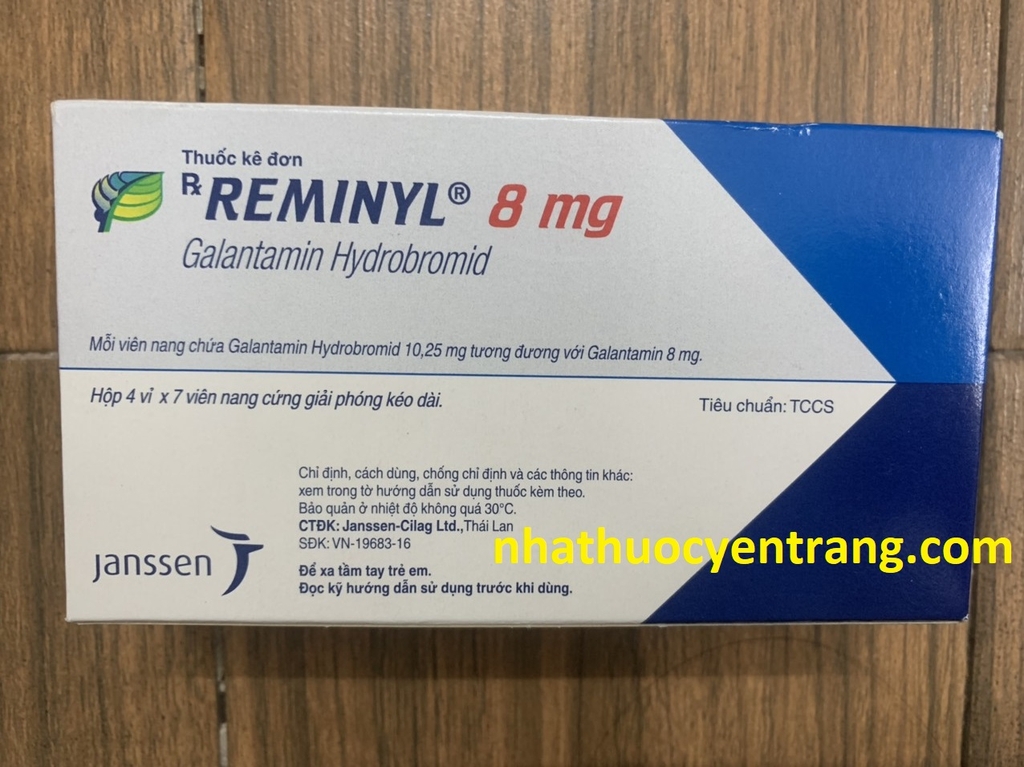 Thuốc kê đơn
Rx REMINYL® 8 mg
Galantamin Hydrobromid
Mỗi viên nang chứa Galantamin Hydrobromid 10,25 mg tương đương với Galantamin 8 mg.
Hộp 4 vỉ x 7 viên nang cứng giải phóng kéo dài.
Tiêu chuẩn: TCCS
Chỉ định, cách dùng, chống chỉ định và các thông tin khác:
xem trong tờ hướng dẫn sử dụng thuốc kèm theo.
Bảo quản ở nhiệt độ không quá 30°C.
CTĐK: Janssen-Cilag Ltd.,Thái Lan
SĐK: VN-19683-16
nhathuocyentrang.com
janssen
Để xa tầm tay trẻ em.
Đọc kỹ hướng dẫn sử dụng trước khi dùng.